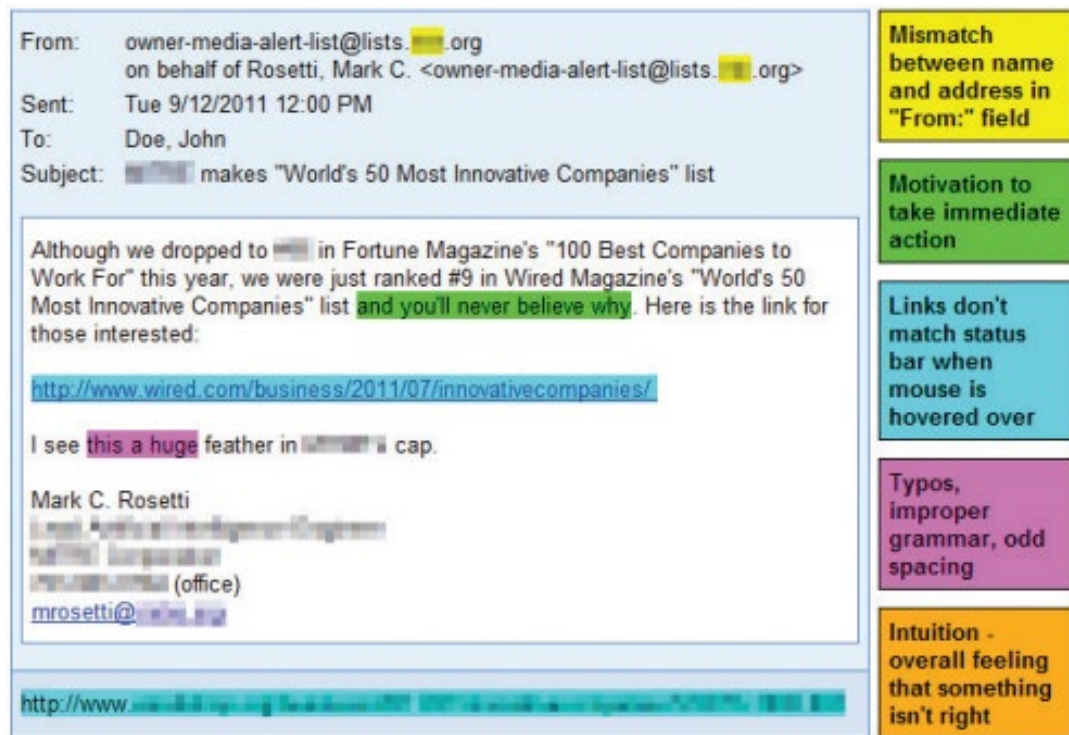 From: owner-media-alert-list@lists. .org
on behalf of Rosetti, Mark C. <owner-media-alert-list@lists. .org>
Sent: Tue 9/12/2011 12:00 PM
To: Doe, John
Subject: makes "World's 50 Most Innovative Companies" list
Although we dropped to in Fortune Magazine's "100 Best Companies to
Work For" this year, we were just ranked #9 in Wired Magazine's "World's 50
Most Innovative Companies" list and you'll never believe why. Here is the link for
those interested:
http://www.wired.com/business/2011/07/innovativecompanies/
I see this a huge feather in cap.
Mark C. Rosetti
(office)
mrosetti@
http://www.
Mismatch
between name
and address in
"From:" field
Motivation to
take immediate
action
Links don't
match status
bar when
mouse is
hovered over
Typos,
improper
grammar, odd
spacing
Intuition -
overall feeling
that something
isn't right